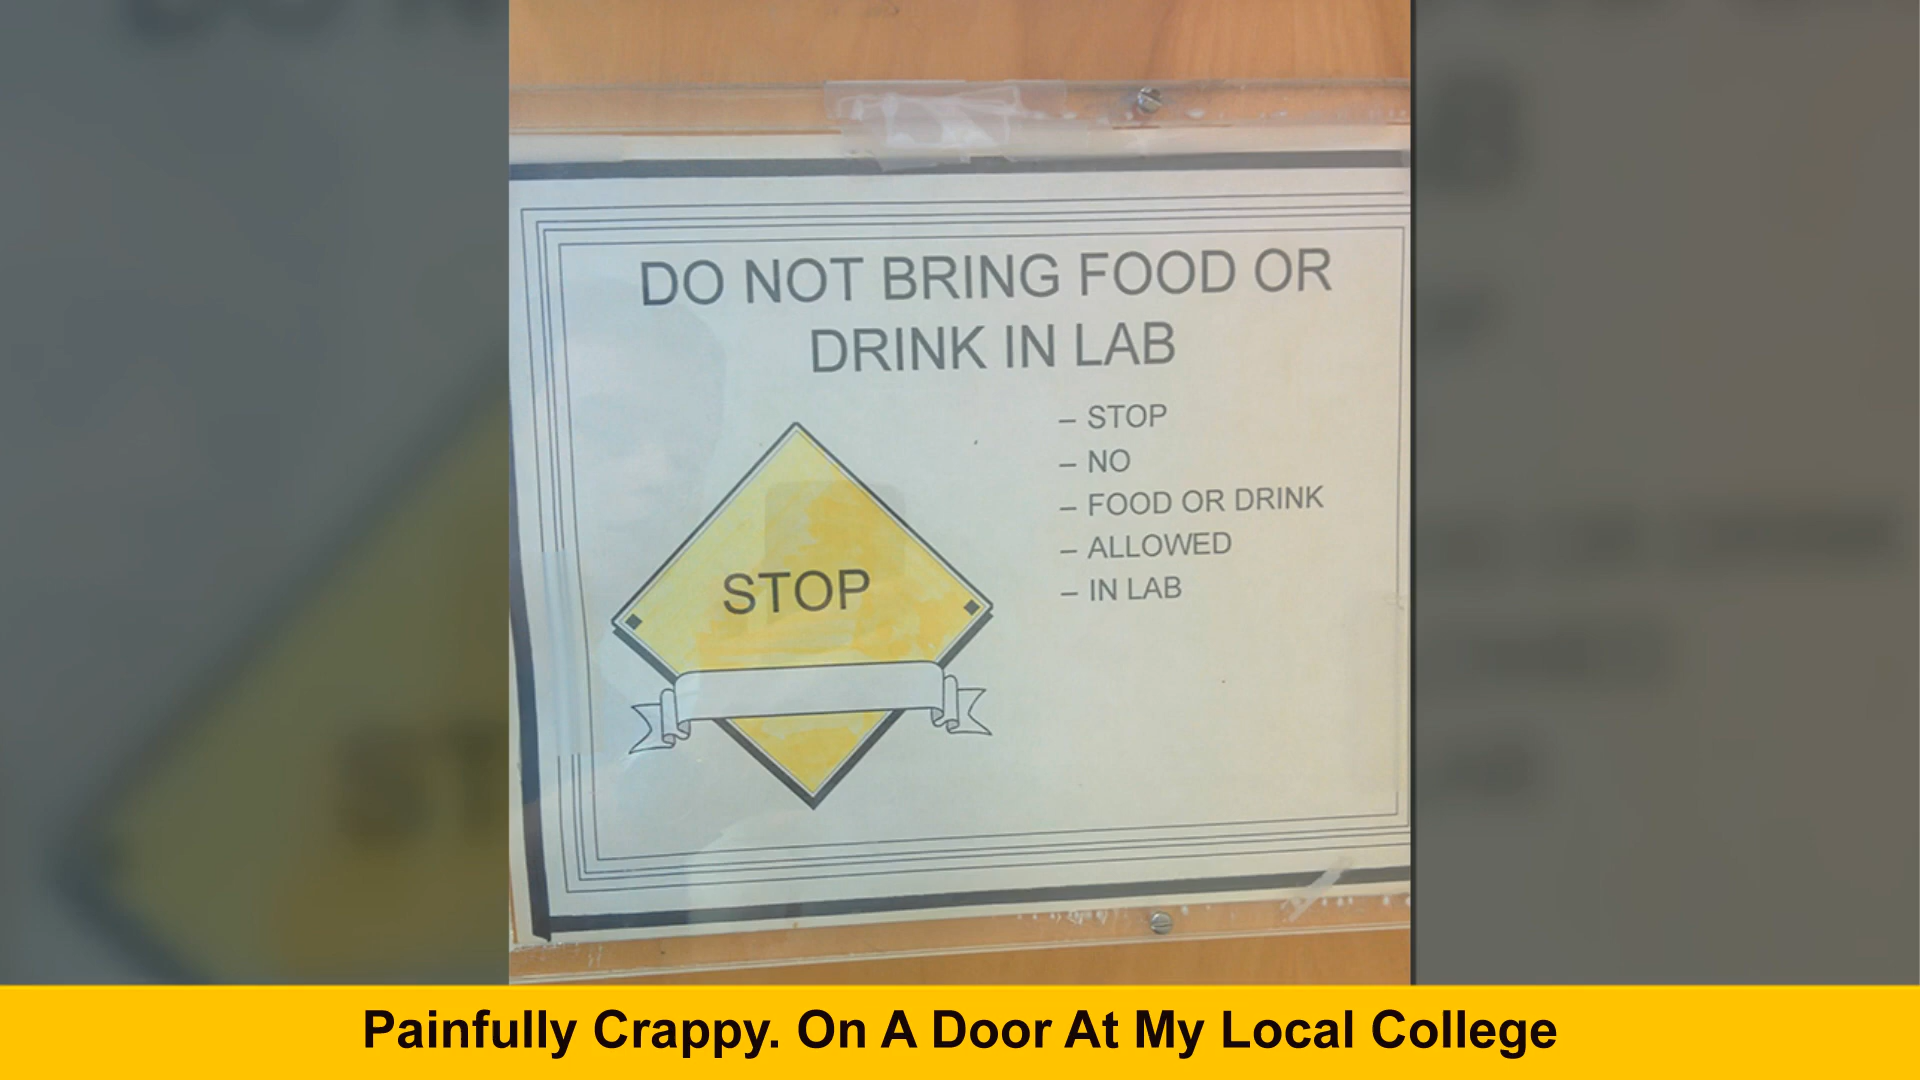 DO NOT BRING FOOD OR
DRINK IN LAB
– STOP
– NO
– FOOD OR DRINK
– ALLOWED
– IN LAB
STOP
Painfully Crappy. On A Door At My Local College